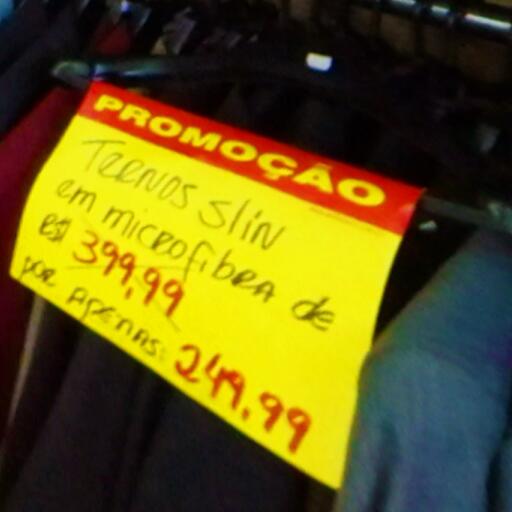 PROMOÇÃO
TERNOS SLIN
em microfibRA de
R$ 399,99
por APENAS: 249,99